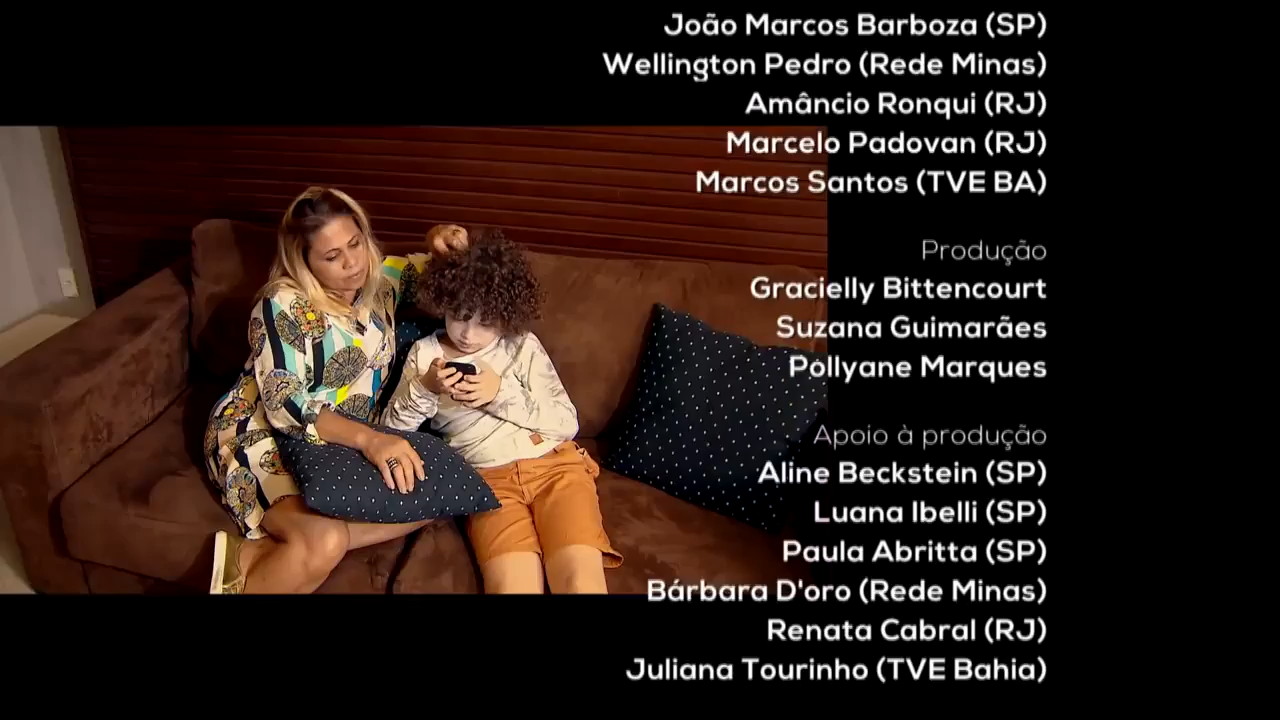 João Marcos Barboza (SP)
Wellington Pedro (Rede Minas)
Amâncio Ronqui (RJ)
Marcelo Padovan (RJ)
Marcos Santos (TVE BA)
Produção
Gracielly Bittencourt
Suzana Guimarães
Pollyane Marques
Apoio à produção
Aline Beckstein (SP)
Luana Ibelli (SP)
Paula Abritta (SP)
Bárbara D'oro (Rede Minas)
Renata Cabral (RJ)
Juliana Tourinho (TVE Bahia)